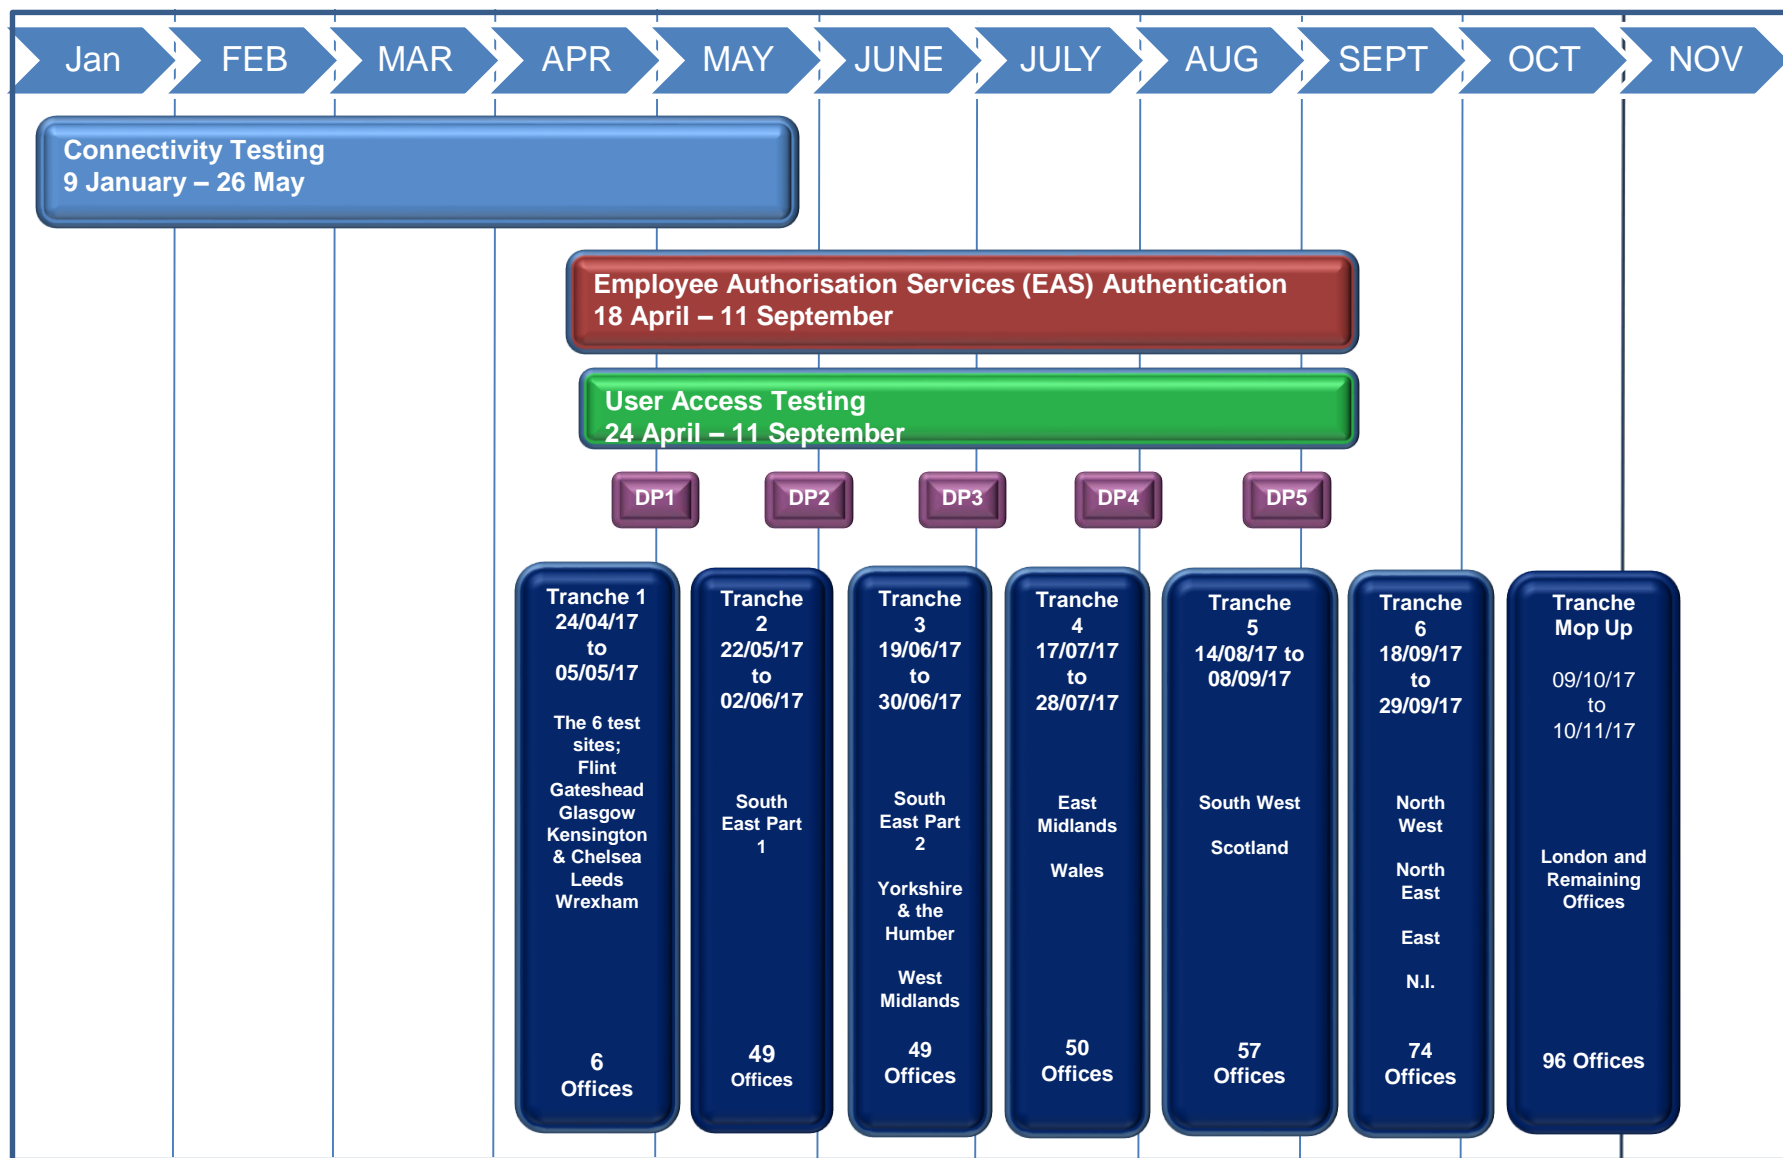 Jan
FEB
MAR
APR
MAY
JUNE
JULY
AUG
SEPT
OCT
NOV
Connectivity Testing
9 January – 26 May
Employee Authorisation Services (EAS) Authentication
18 April – 11 September
User Access Testing
24 April – 11 September
DP1
DP2
DP3
DP4
DP5
Tranche 1
24/04/17
to
05/05/17
The 6 test
sites;
Flint
Gateshead
Glasgow
Kensington
& Chelsea
Leeds
Wrexham
6
Offices
Tranche
2
22/05/17
to
02/06/17
South
East Part
1
49
Offices
Tranche
3
19/06/17
to
30/06/17
South
East Part
2
Yorkshire
& the
Humber
West
Midlands
49
Offices
Tranche
4
17/07/17
to
28/07/17
East
Midlands
Wales
50
Offices
Tranche
5
14/08/17 to
08/09/17
South West
Scotland
57
Offices
Tranche
6
18/09/17
to
29/09/17
North
West
North
East
East
N.I.
74
Offices
Tranche
Mop Up
09/10/17
to
10/11/17
London and
Remaining
Offices
96 Offices